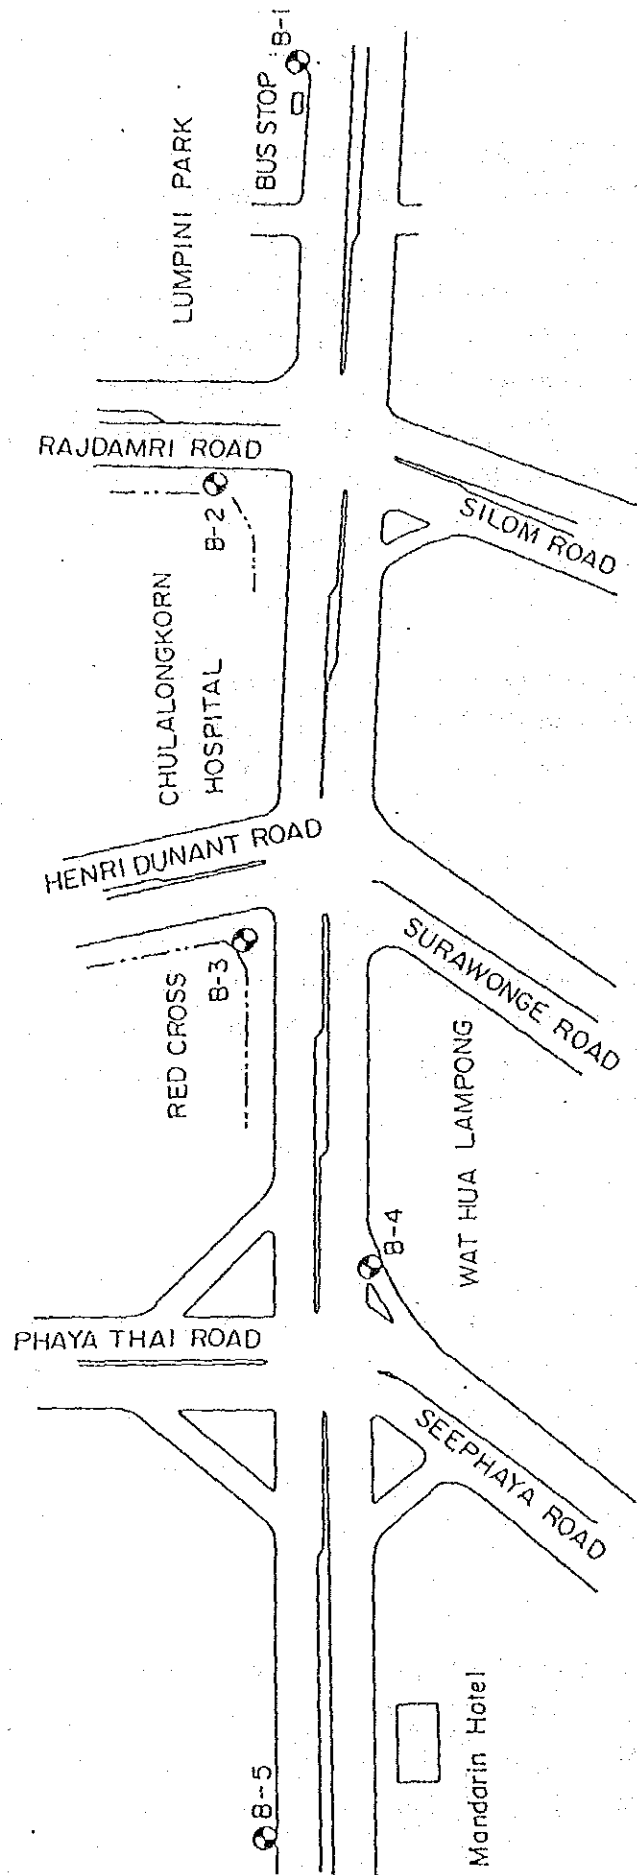 B-1
BUS STOP
LUMPINI PARK
RAJDAMRI ROAD
B-2
SILOM ROAD
CHULALONGKORN
HOSPITAL
HENRI DUNANT ROAD
B-3
RED CROSS
SURAWONGE ROAD
WAT HUA LAMPONG
B-4
PHAYA THAI ROAD
SEEPHAYA ROAD
B-5
Mandarin Hotel